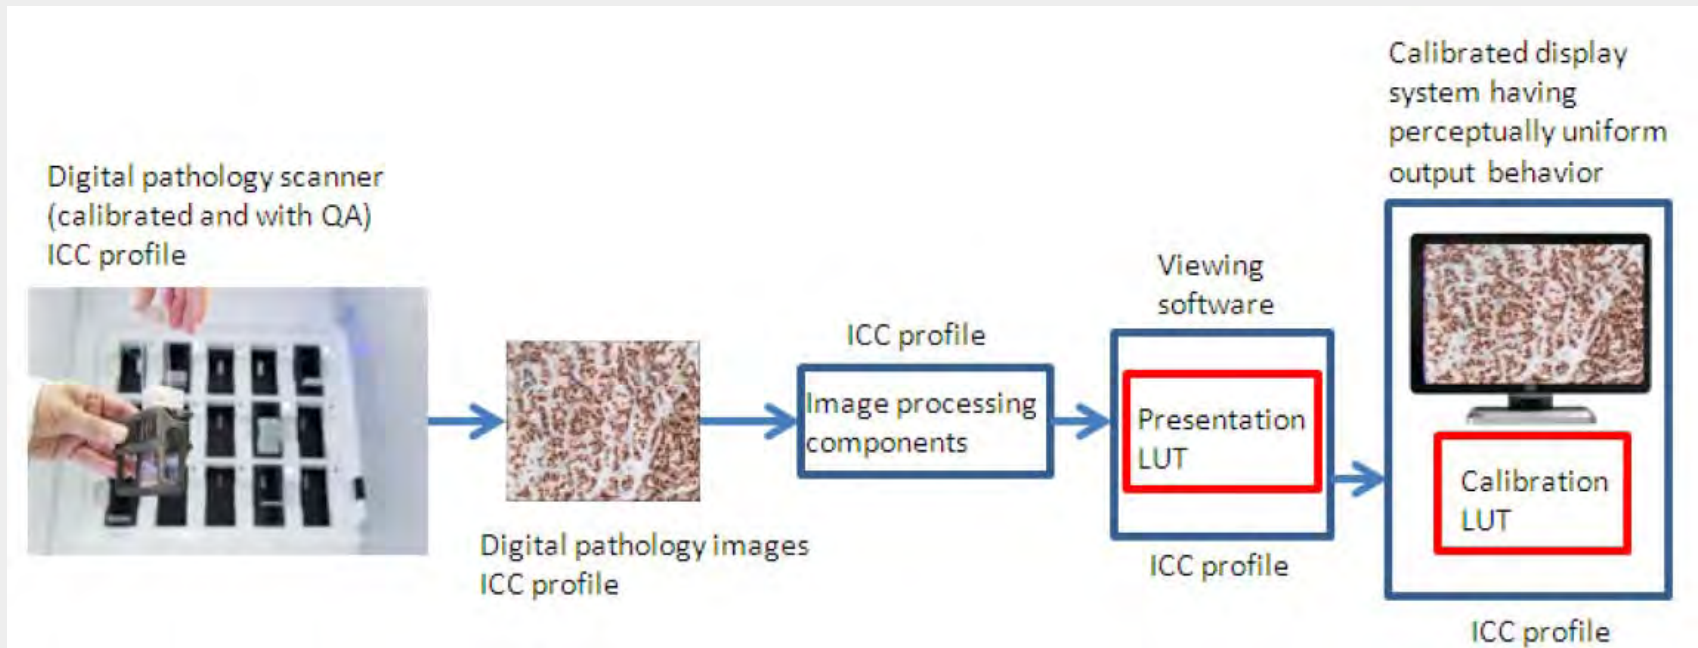 Digital pathology scanner
(calibrated and with QA)
ICC profile
Digital pathology images
ICC profile
ICC profile
Image processing
components
Viewing
software
Presentation
LUT
ICC profile
Calibrated display
system having
perceptually uniform
output behavior
Calibration
LUT
ICC profile